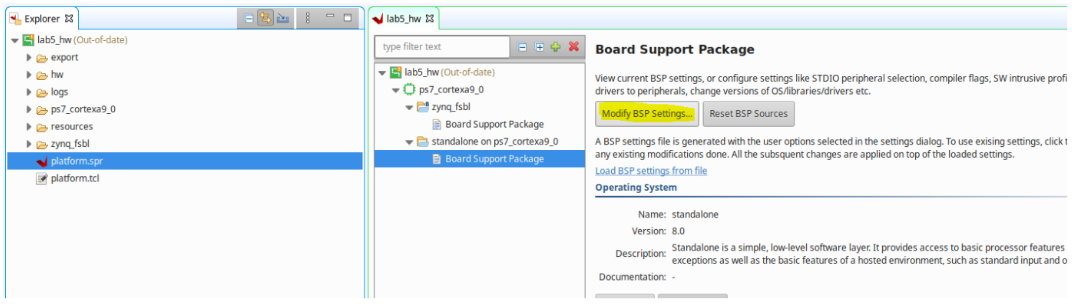 Explorer
lab5_hw (Out-of-date)
export
hw
logs
ps7_cortexa9_0
resources
zynq_fsbl
platform.spr
platform.tcl
lab5_hw
type filter text
lab5_hw (Out-of-date)
ps7_cortexa9_0
zynq_fsbl
Board Support Package
standalone on ps7_cortexa9_0
Board Support Package
Board Support Package
View current BSP settings, or configure settings like STDIO peripheral selection, compiler flags, SW intrusive profi
drivers to peripherals, change versions of OS/libraries/drivers etc.
Modify BSP Settings... Reset BSP Sources
A BSP settings file is generated with the user options selected in the settings dialog. To use exising settings, click t
any existing modifications done. All the subsquent changes are applied on top of the loaded settings.
Load BSP settings from file
Operating System
Name: standalone
Version: 8.0
Description: Standalone is a simple, low-level software layer. It provides access to basic processor features
exceptions as well as the basic features of a hosted environment, such as standard input and o
Documentation: -